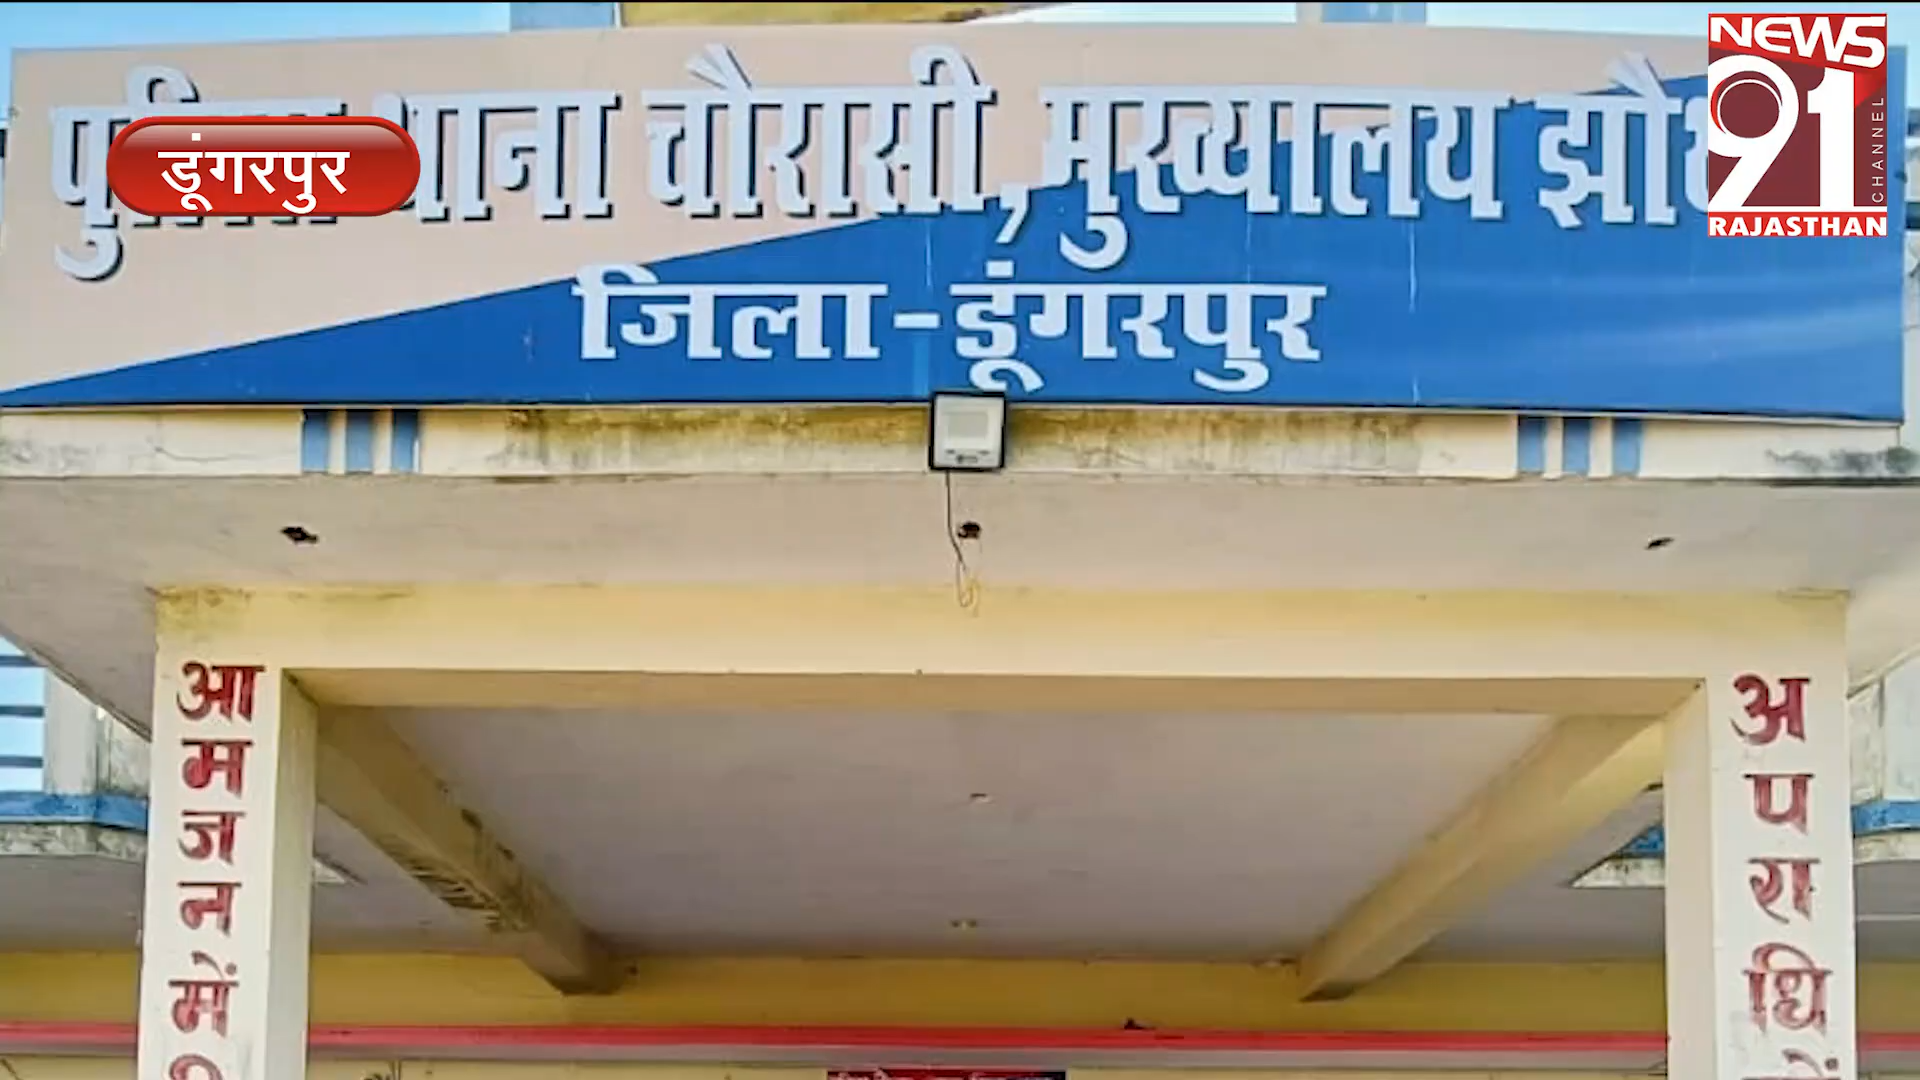 पुलिस थाना चौरासी, मुख्यालय
जिला-डूंगरपुर
डूंगरपुर
NEWS
91
CHANNEL
RAJASTHAN
आ
म
ज
न
में,
अ
प
रा
धि